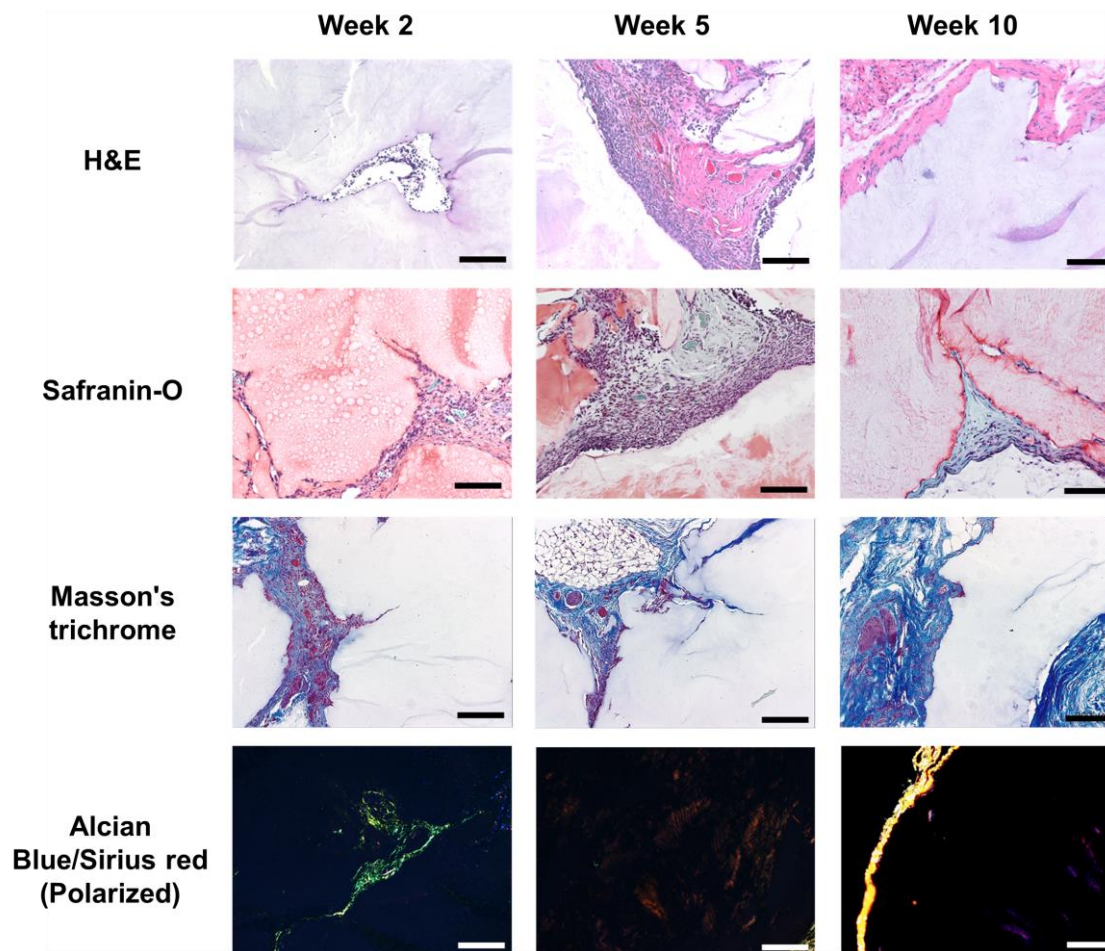 Week 2
Week 5
Week 10
H&E
Safranin-O
Masson's
trichrome
Alcian
Blue/Sirius red
(Polarized)